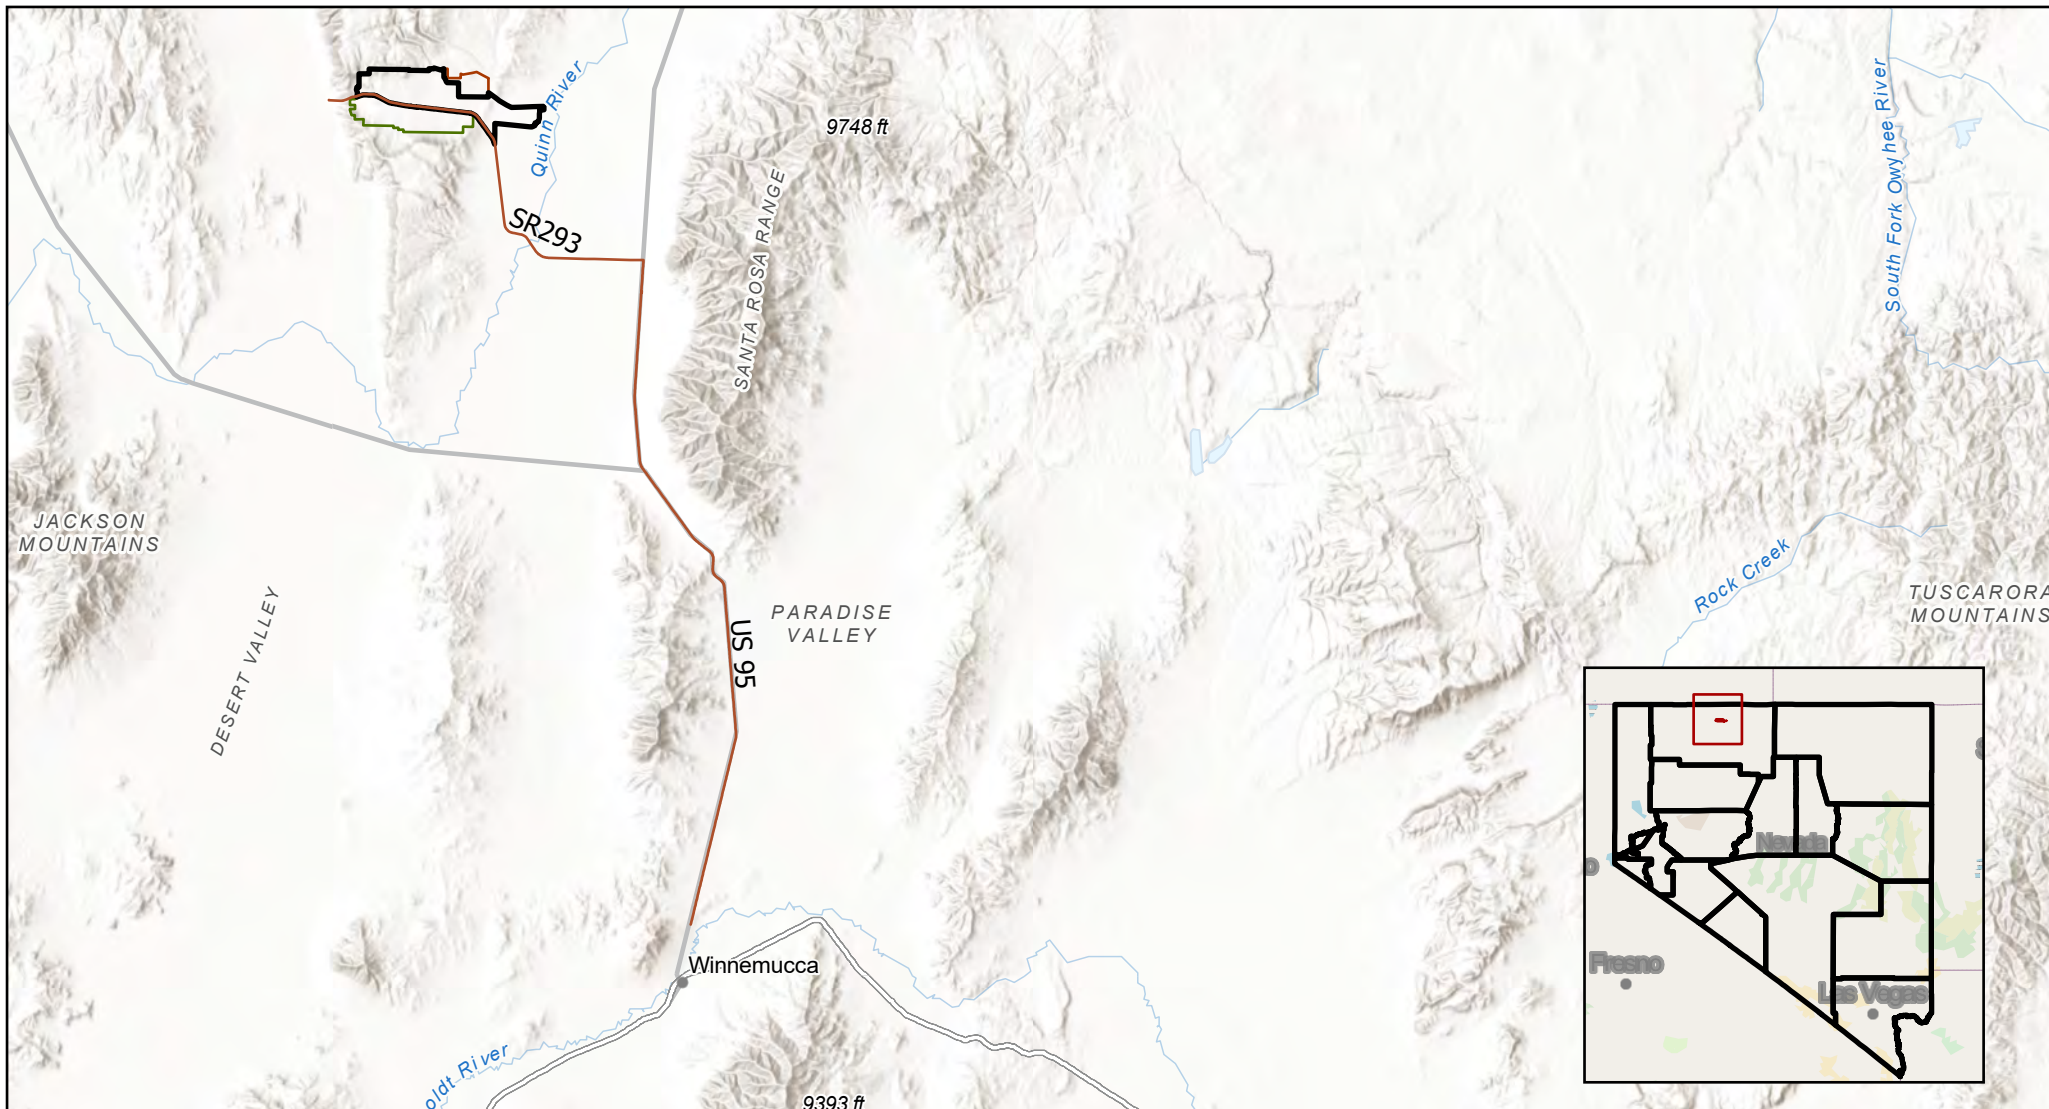 Quinn River
9748 ft
South Fork Owyhee River
SR293
SANTA ROSA RANGE
JACKSON
MOUNTAINS
DESERT VALLEY
PARADISE
VALLEY
US 95
Rock Creek
TUSCARORA
MOUNTAINS
Winnemucca
oldt River
9393 ft
Nevada
Fresno
Las Vegas